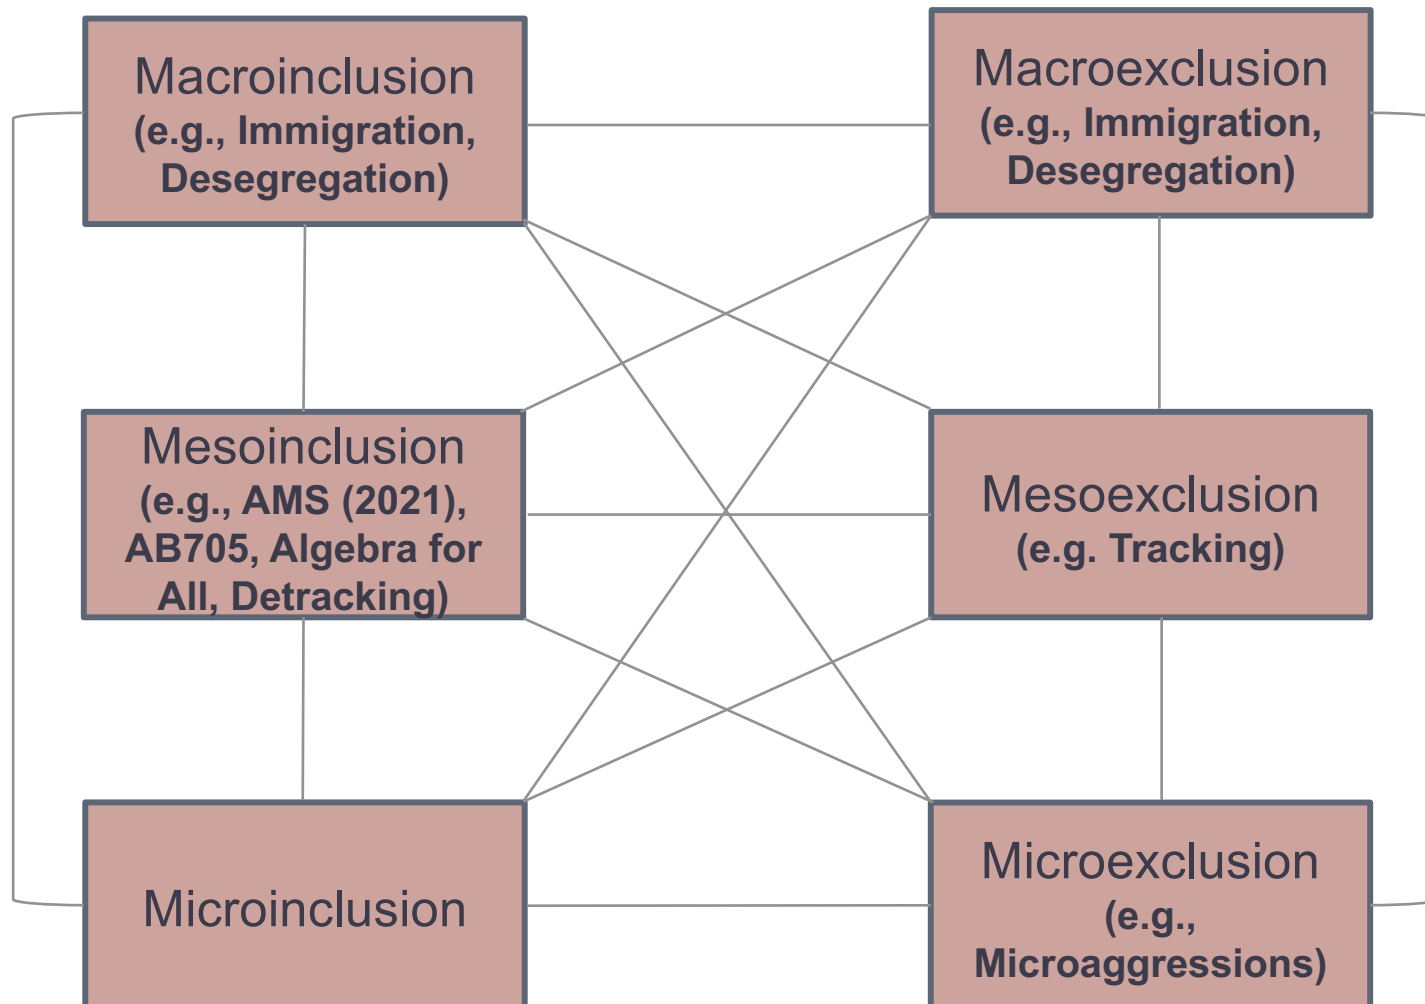 Macroinclusion
(e.g., Immigration,
Desegregation)
Macroexclusion
(e.g., Immigration,
Desegregation)
Mesoinclusion
(e.g., AMS (2021),
AB705, Algebra for
All, Detracking)
Mesoexclusion
(e.g. Tracking)
Microinclusion
Microexclusion
(e.g.,
Microaggressions)